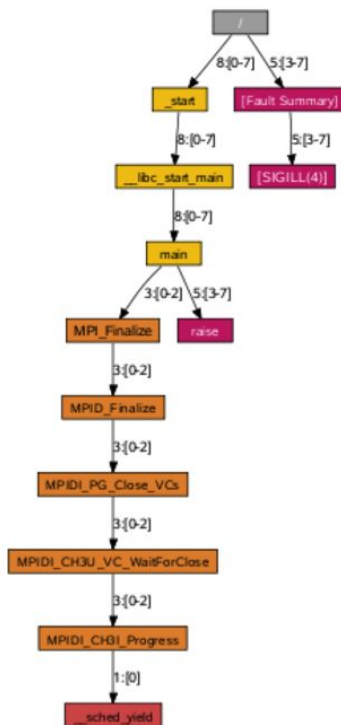 /
8:[0-7]
5:[3-7]
_start
[Fault Summary]
8:[0-7]
5:[3-7]
__libc_start_main
[SIGILL(4)]
8:[0-7]
main
3:[0-2]
5:[3-7]
MPI_Finalize
raise
3:[0-2]
MPID_Finalize
3:[0-2]
MPIDI_PG_Close_VCs
3:[0-2]
MPIDI_CH3U_VC_WaitForClose
3:[0-2]
MPIDI_CH3I_Progress
1:[0]
__sched_yield